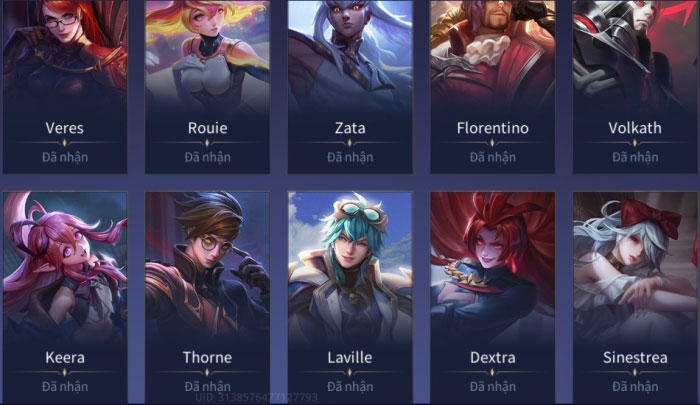 Veres
Rouie
Zata
Florentino
Volkath
Đã nhận
Đã nhận
Đã nhận
Đã nhận
Đã nhận
Keera
Thorne
Laville
Dextra
Sinestrea
Đã nhận
Đã nhận
Đã nhận
Đã nhận
Đã nhận
UID: 3138576477127793